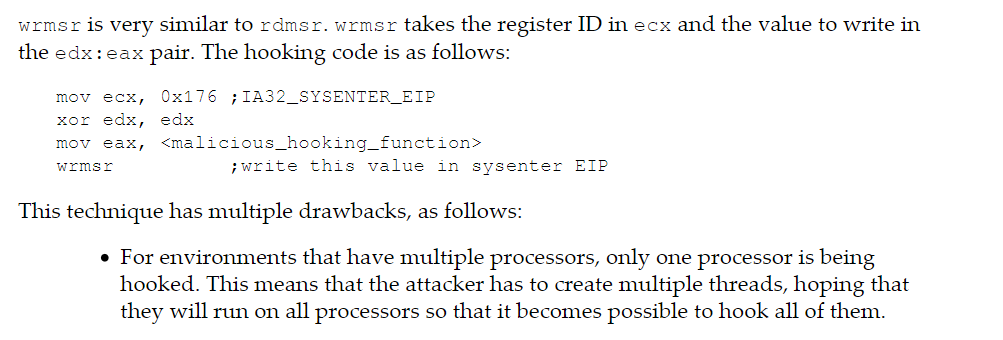 wrmsr is very similar to rdmsr. wrmsr takes the register ID in ecx and the value to write in
the edx:eax pair. The hooking code is as follows:
mov ecx, 0x176 ;IA32_SYSENTER_EIP
xor edx, edx
mov eax, <malicious_hooking_function>
wrmsr ;write this value in sysenter EIP
This technique has multiple drawbacks, as follows:
• For environments that have multiple processors, only one processor is being
hooked. This means that the attacker has to create multiple threads, hoping that
they will run on all processors so that it becomes possible to hook all of them.